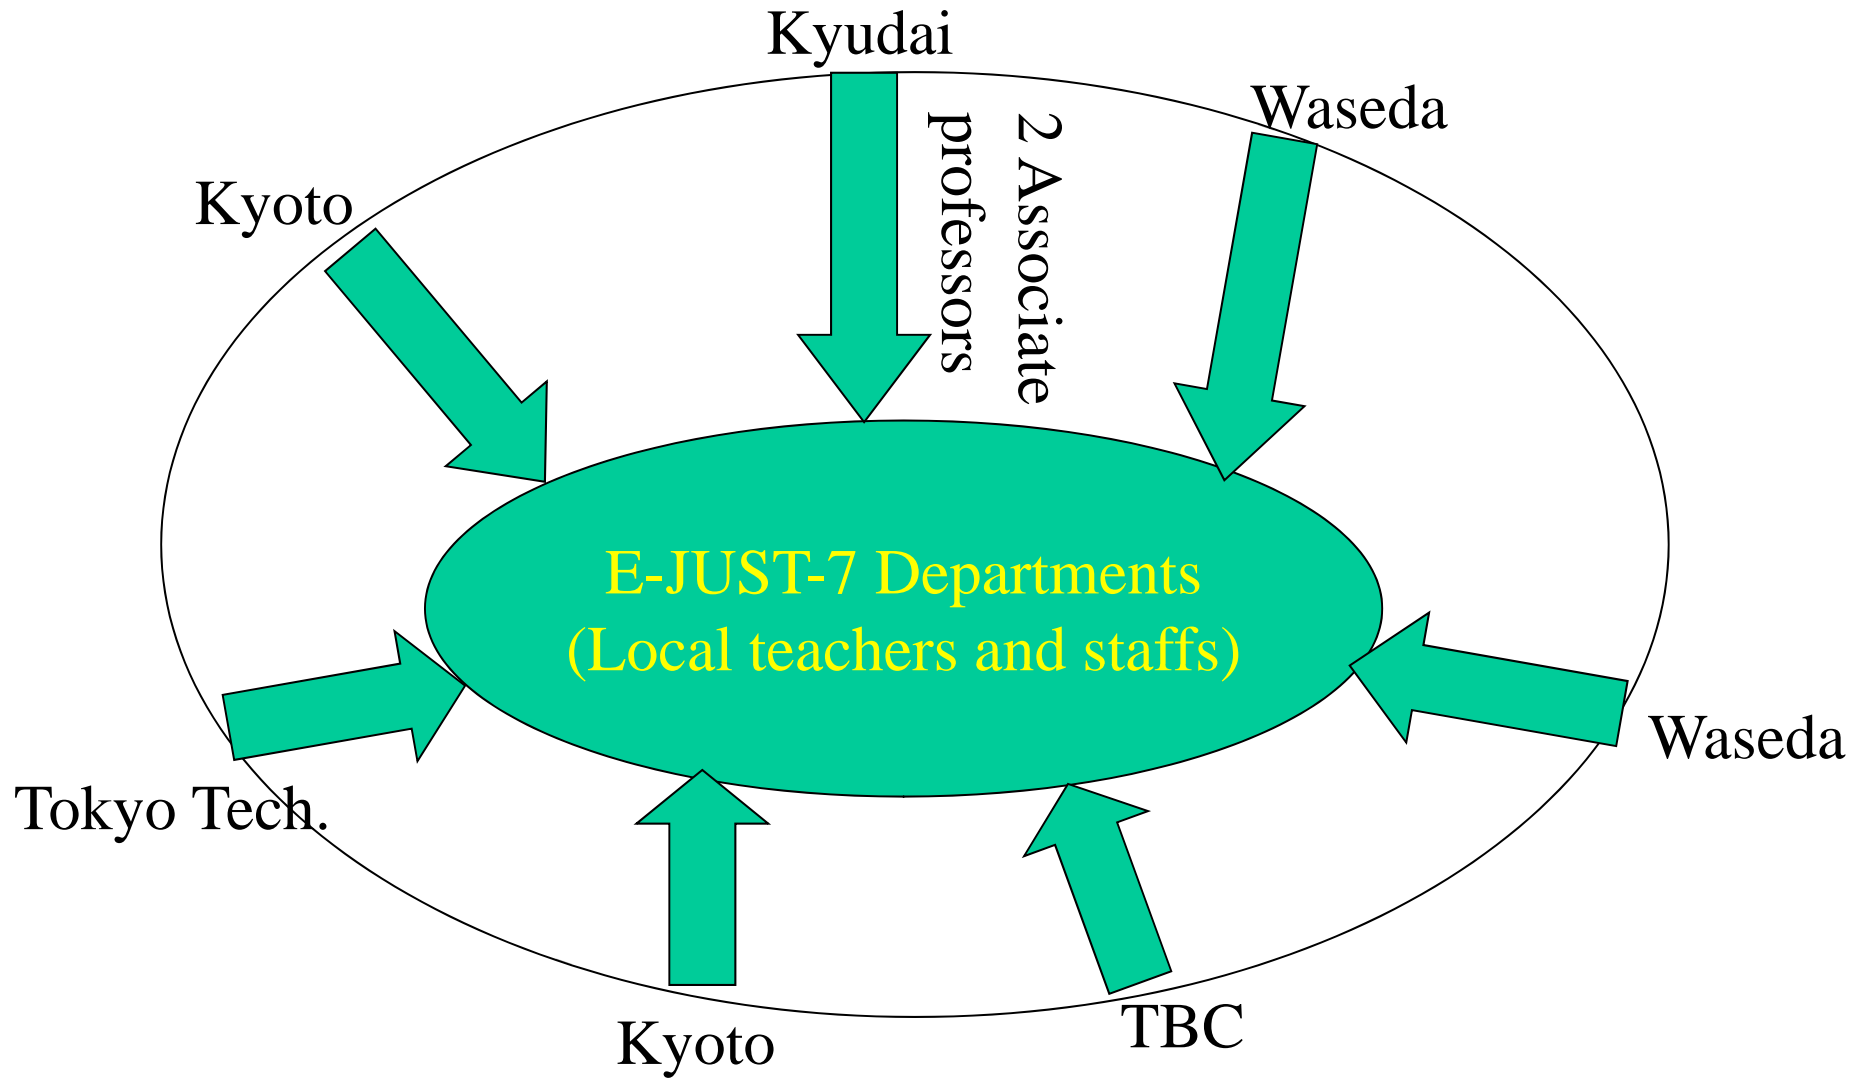 Kyudai
Waseda
2 Associate
professors
Kyoto
E-JUST-7 Departments
(Local teachers and staffs)
Waseda
Tokyo Tech.
TBC
Kyoto